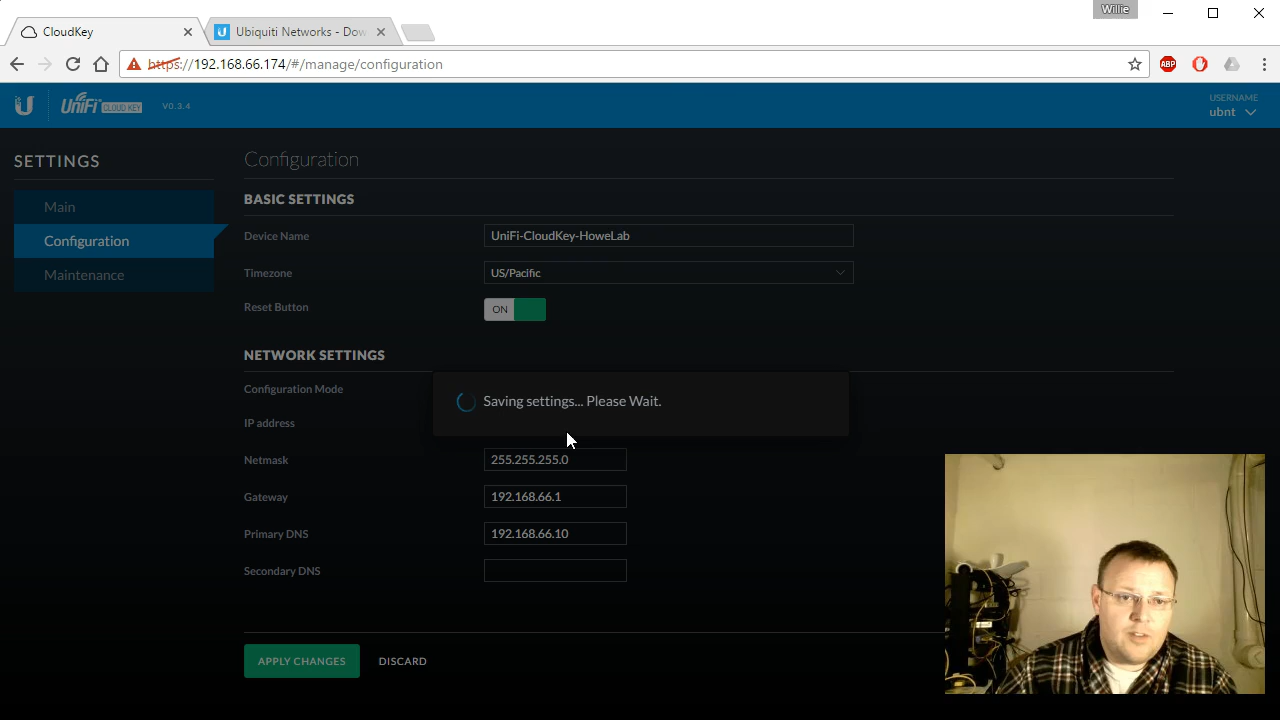 Willie
CloudKey
Ubiquiti Networks - Dow
https://192.168.66.174/#/manage/configuration
ABP
U
UniFi CLOUD KEY
V0.3.4
USERNAME
ubnt
SETTINGS
Main
Configuration
Maintenance
Configuration
BASIC SETTINGS
Device Name
UniFi-CloudKey-HoweLab
Timezone
US/Pacific
Reset Button
ON
NETWORK SETTINGS
Configuration Mode
Saving settings... Please Wait.
IP address
Netmask
255.255.255.0
Gateway
192.168.66.1
Primary DNS
192.168.66.10
Secondary DNS
APPLY CHANGES
DISCARD